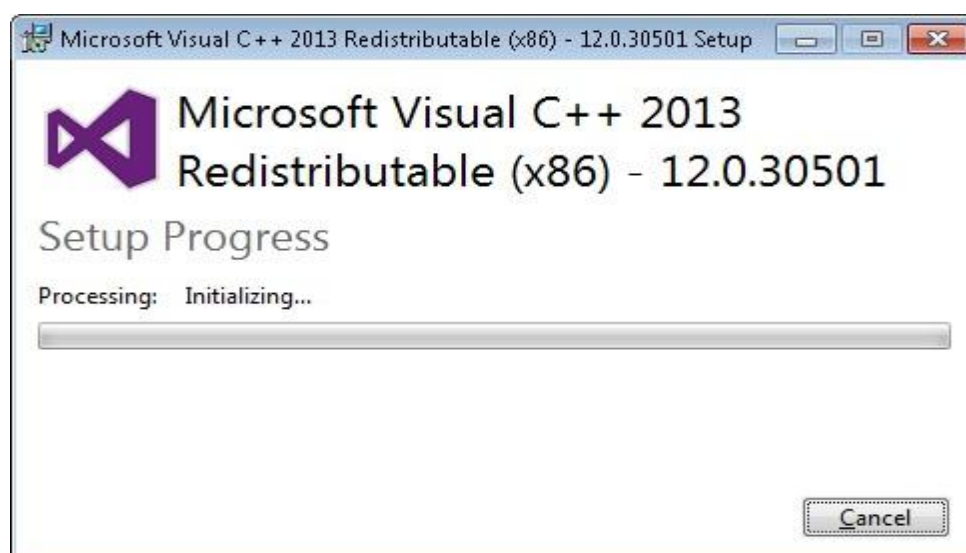 Microsoft Visual C++ 2013 Redistributable (x86) - 12.0.30501 Setup
Microsoft Visual C++ 2013
Redistributable (x86) - 12.0.30501
Setup Progress
Processing: Initializing...
Cancel